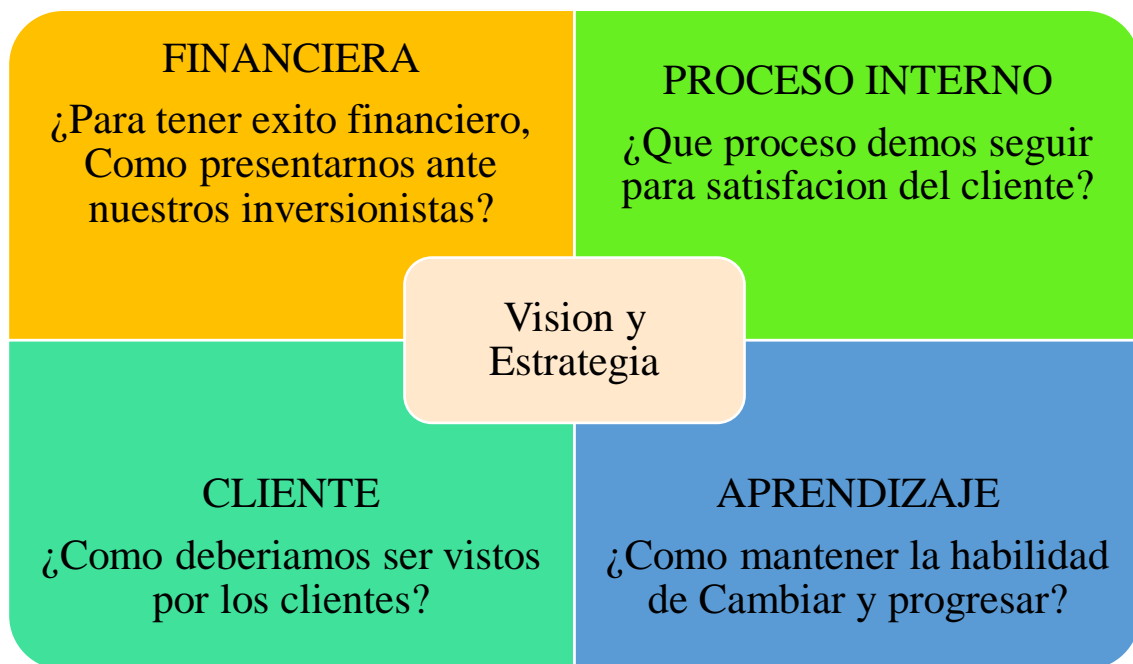 FINANCIERA
¿Para tener exito financiero,
Como presentarnos ante
nuestros inversionistas?
PROCESO INTERNO
¿Que proceso demos seguir
para satisfacion del cliente?
Vision y
Estrategia
CLIENTE
¿Como deberiamos ser vistos
por los clientes?
APRENDIZAJE
¿Como mantener la habilidad
de Cambiar y progresar?